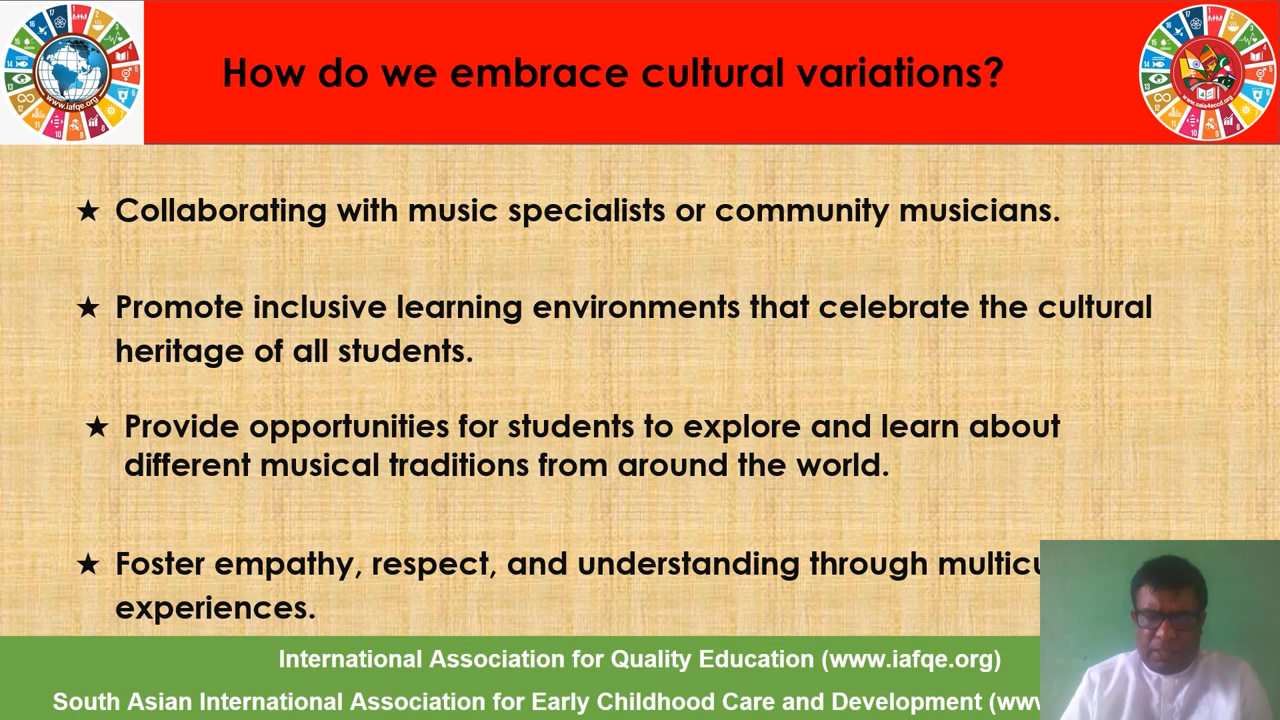 How do we embrace cultural variations?
www.iafqe.org
★ Collaborating with music specialists or community musicians.
★ Promote inclusive learning environments that celebrate the cultural
heritage of all students.
★ Provide opportunities for students to explore and learn about
different musical traditions from around the world.
★ Foster empathy, respect, and understanding through
experiences.
International Association for Quality Education (www.iafqe.org)
South Asian International Association for Early Childhood Care and Development